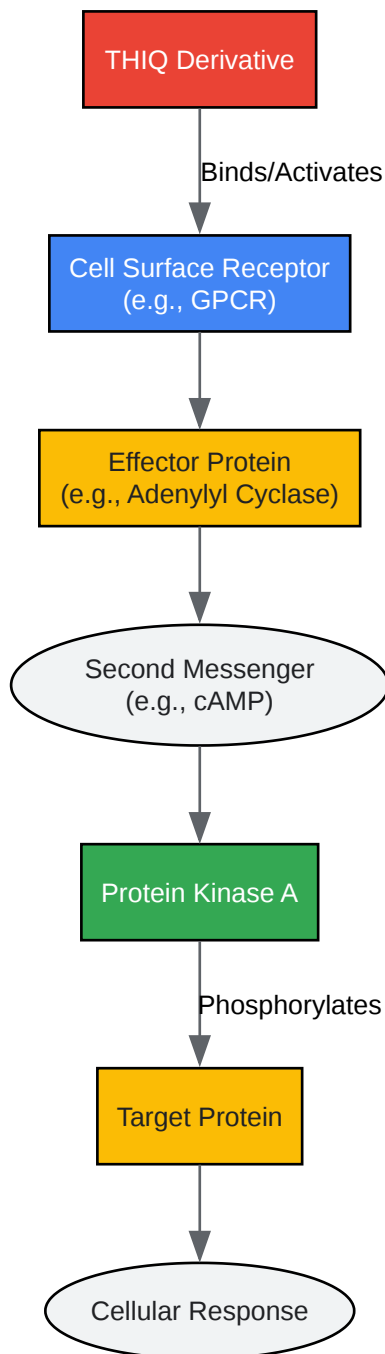 THIQ Derivative
Binds/Activates
Cell Surface Receptor
(e.g., GPCR)
Effector Protein
(e.g., Adenylyl Cyclase)
Second Messenger
(e.g., cAMP)
Protein Kinase A
Phosphorylates
Target Protein
Cellular Response